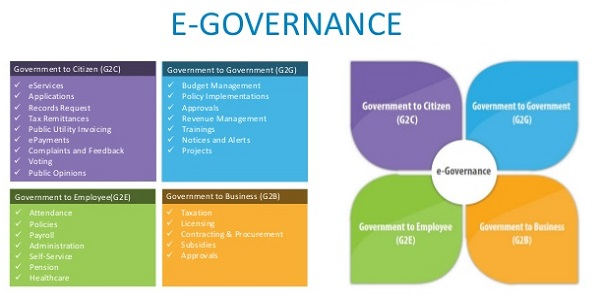 E-GOVERNANCE
Government to Citizen (G2C)
eServices
Applications
Records Request
Tax Remittances
Public Utility Invoicing
ePayments
Complaints and Feedback
Voting
Public Opinions
Government to Government (G2G)
Budget Management
Policy Implementations
Approvals
Revenue Management
Trainings
Notices and Alerts
Projects
Government to Employee(G2E)
Attendance
Policies
Payroll
Administration
Self-Service
Pension
Healthcare
Government to Business (G2B)
Taxation
Licensing
Contracting & Procurement
Subsidies
Approvals
Government to Citizen
(G2C)
Government to Government
(G2G)
e-Governance
Government to Employee
(G2E)
Government to Business
(G2B)